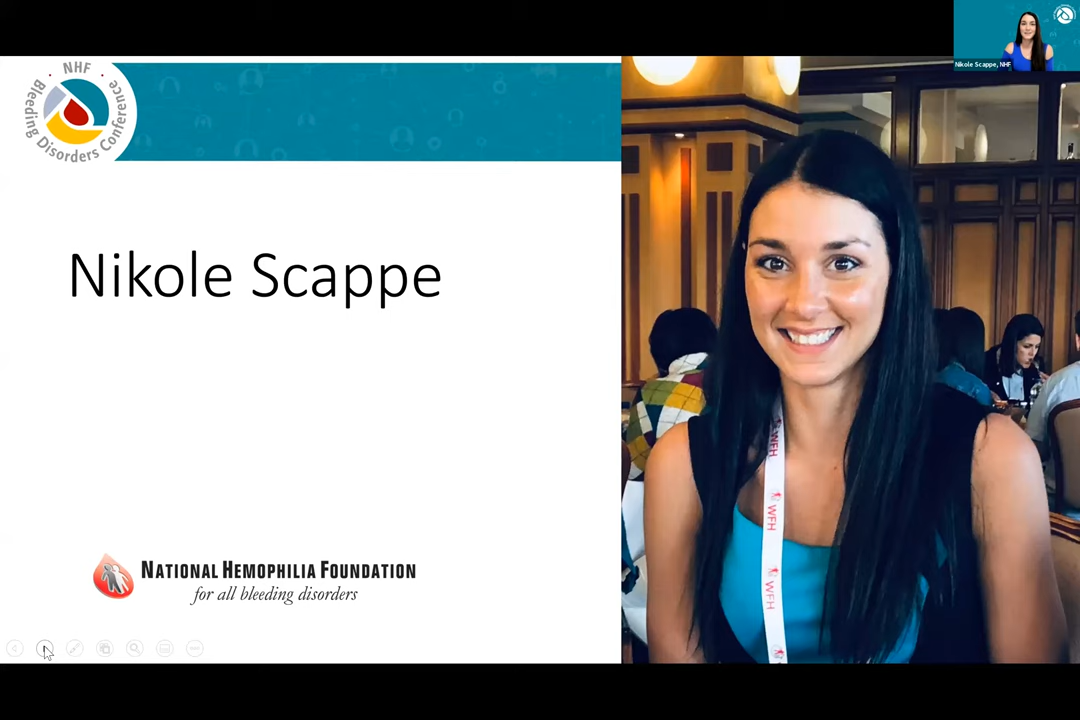 Nikole Scappe, NHF
NHF
Bleeding Disorders Conference
Nikole Scappe
NATIONAL HEMOPHILIA FOUNDATION
for all bleeding disorders
WFH
WFH
WFH
WFH